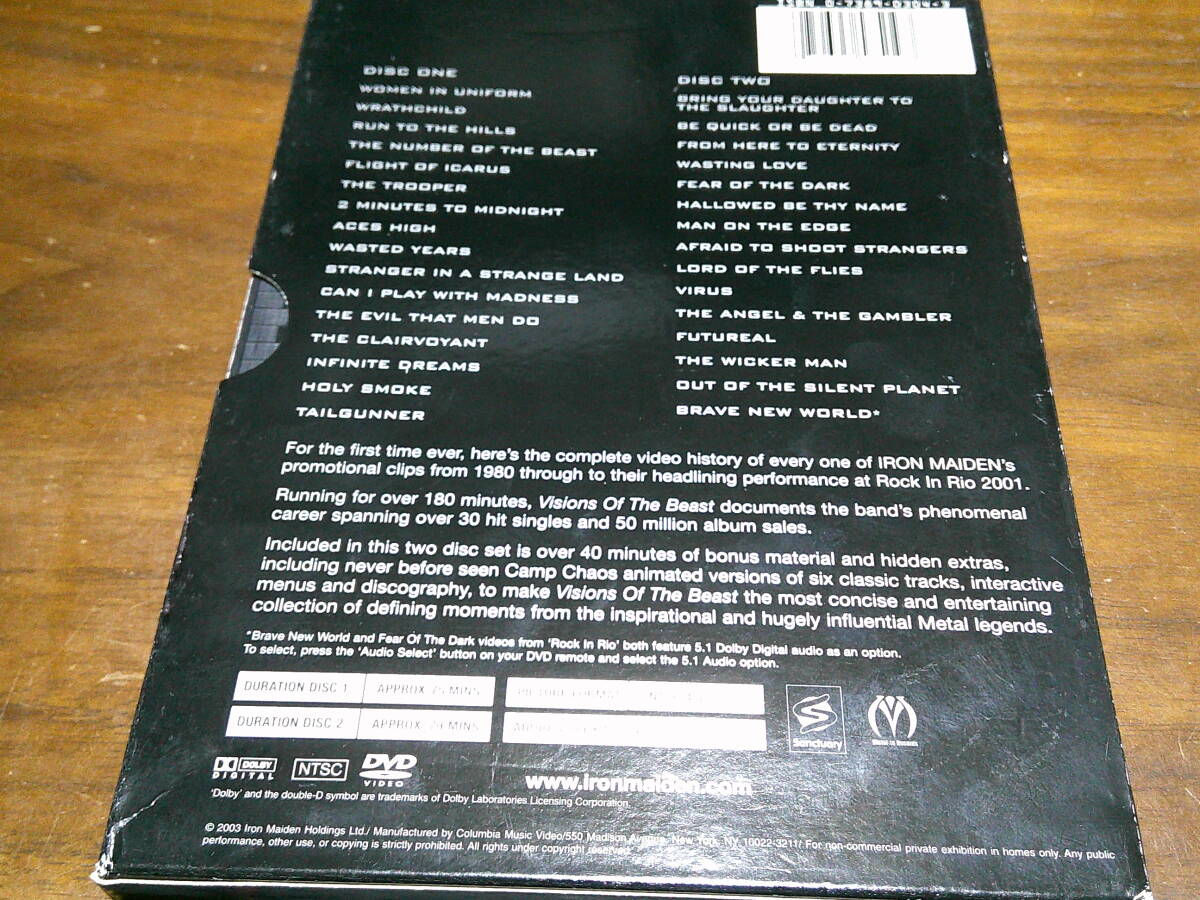 ISBN 0-7389-0304-3
DISC ONE
WOMEN IN UNIFORM
WRATHCHILD
RUN TO THE HILLS
THE NUMBER OF THE BEAST
FLIGHT OF ICARUS
THE TROOPER
2 MINUTES TO MIDNIGHT
ACES HIGH
WASTED YEARS
STRANGER IN A STRANGE LAND
CAN I PLAY WITH MADNESS
THE EVIL THAT MEN DO
THE CLAIRVOYANT
INFINITE DREAMS
HOLY SMOKE
TAILGUNNER
DISC TWO
BRING YOUR DAUGHTER TO
THE SLAUGHTER
BE QUICK OR BE DEAD
FROM HERE TO ETERNITY
WASTING LOVE
FEAR OF THE DARK
HALLOWED BE THY NAME
MAN ON THE EDGE
AFRAID TO SHOOT STRANGERS
LORD OF THE FLIES
VIRUS
THE ANGEL & THE GAMBLER
FUTUREAL
THE WICKER MAN
OUT OF THE SILENT PLANET
BRAVE NEW WORLD*
For the first time ever, here's the complete video history of every one of IRON MAIDEN's
promotional clips from 1980 through to their headlining performance at Rock In Rio 2001.
Running for over 180 minutes, Visions Of The Beast documents the band's phenomenal
career spanning over 30 hit singles and 50 million album sales.
Included in this two disc set is over 40 minutes of bonus material and hidden extras,
including never before seen Camp Chaos animated versions of six classic tracks, interactive
menus and discography, to make Visions Of The Beast the most concise and entertaining
collection of defining moments from the inspirational and hugely influential Metal legends.
*Brave New World and Fear Of The Dark videos from 'Rock In Rio' both feature 5.1 Dolby Digital audio as an option.
To select, press the 'Audio Select' button on your DVD remote and select the 5.1 Audio option.
DURATION DISC 1 APPROX 75 MINS PICTURE FORMAT
DURATION DISC 2 APPROX 79 MINS
Sanctuary
DOLBY DIGITAL NTSC DVD VIDEO
www.ironmaiden.com
'Dolby' and the double-D symbol are trademarks of Dolby Laboratories Licensing Corporation.
© 2003 Iron Maiden Holdings Ltd./ Manufactured by Columbia Music Video/550 Madison Avenue, New York, NY 10022-3211/ For non-commercial private exhibition in homes only. Any public
performance, other use, or copying is strictly prohibited. All rights under copyright reserved.